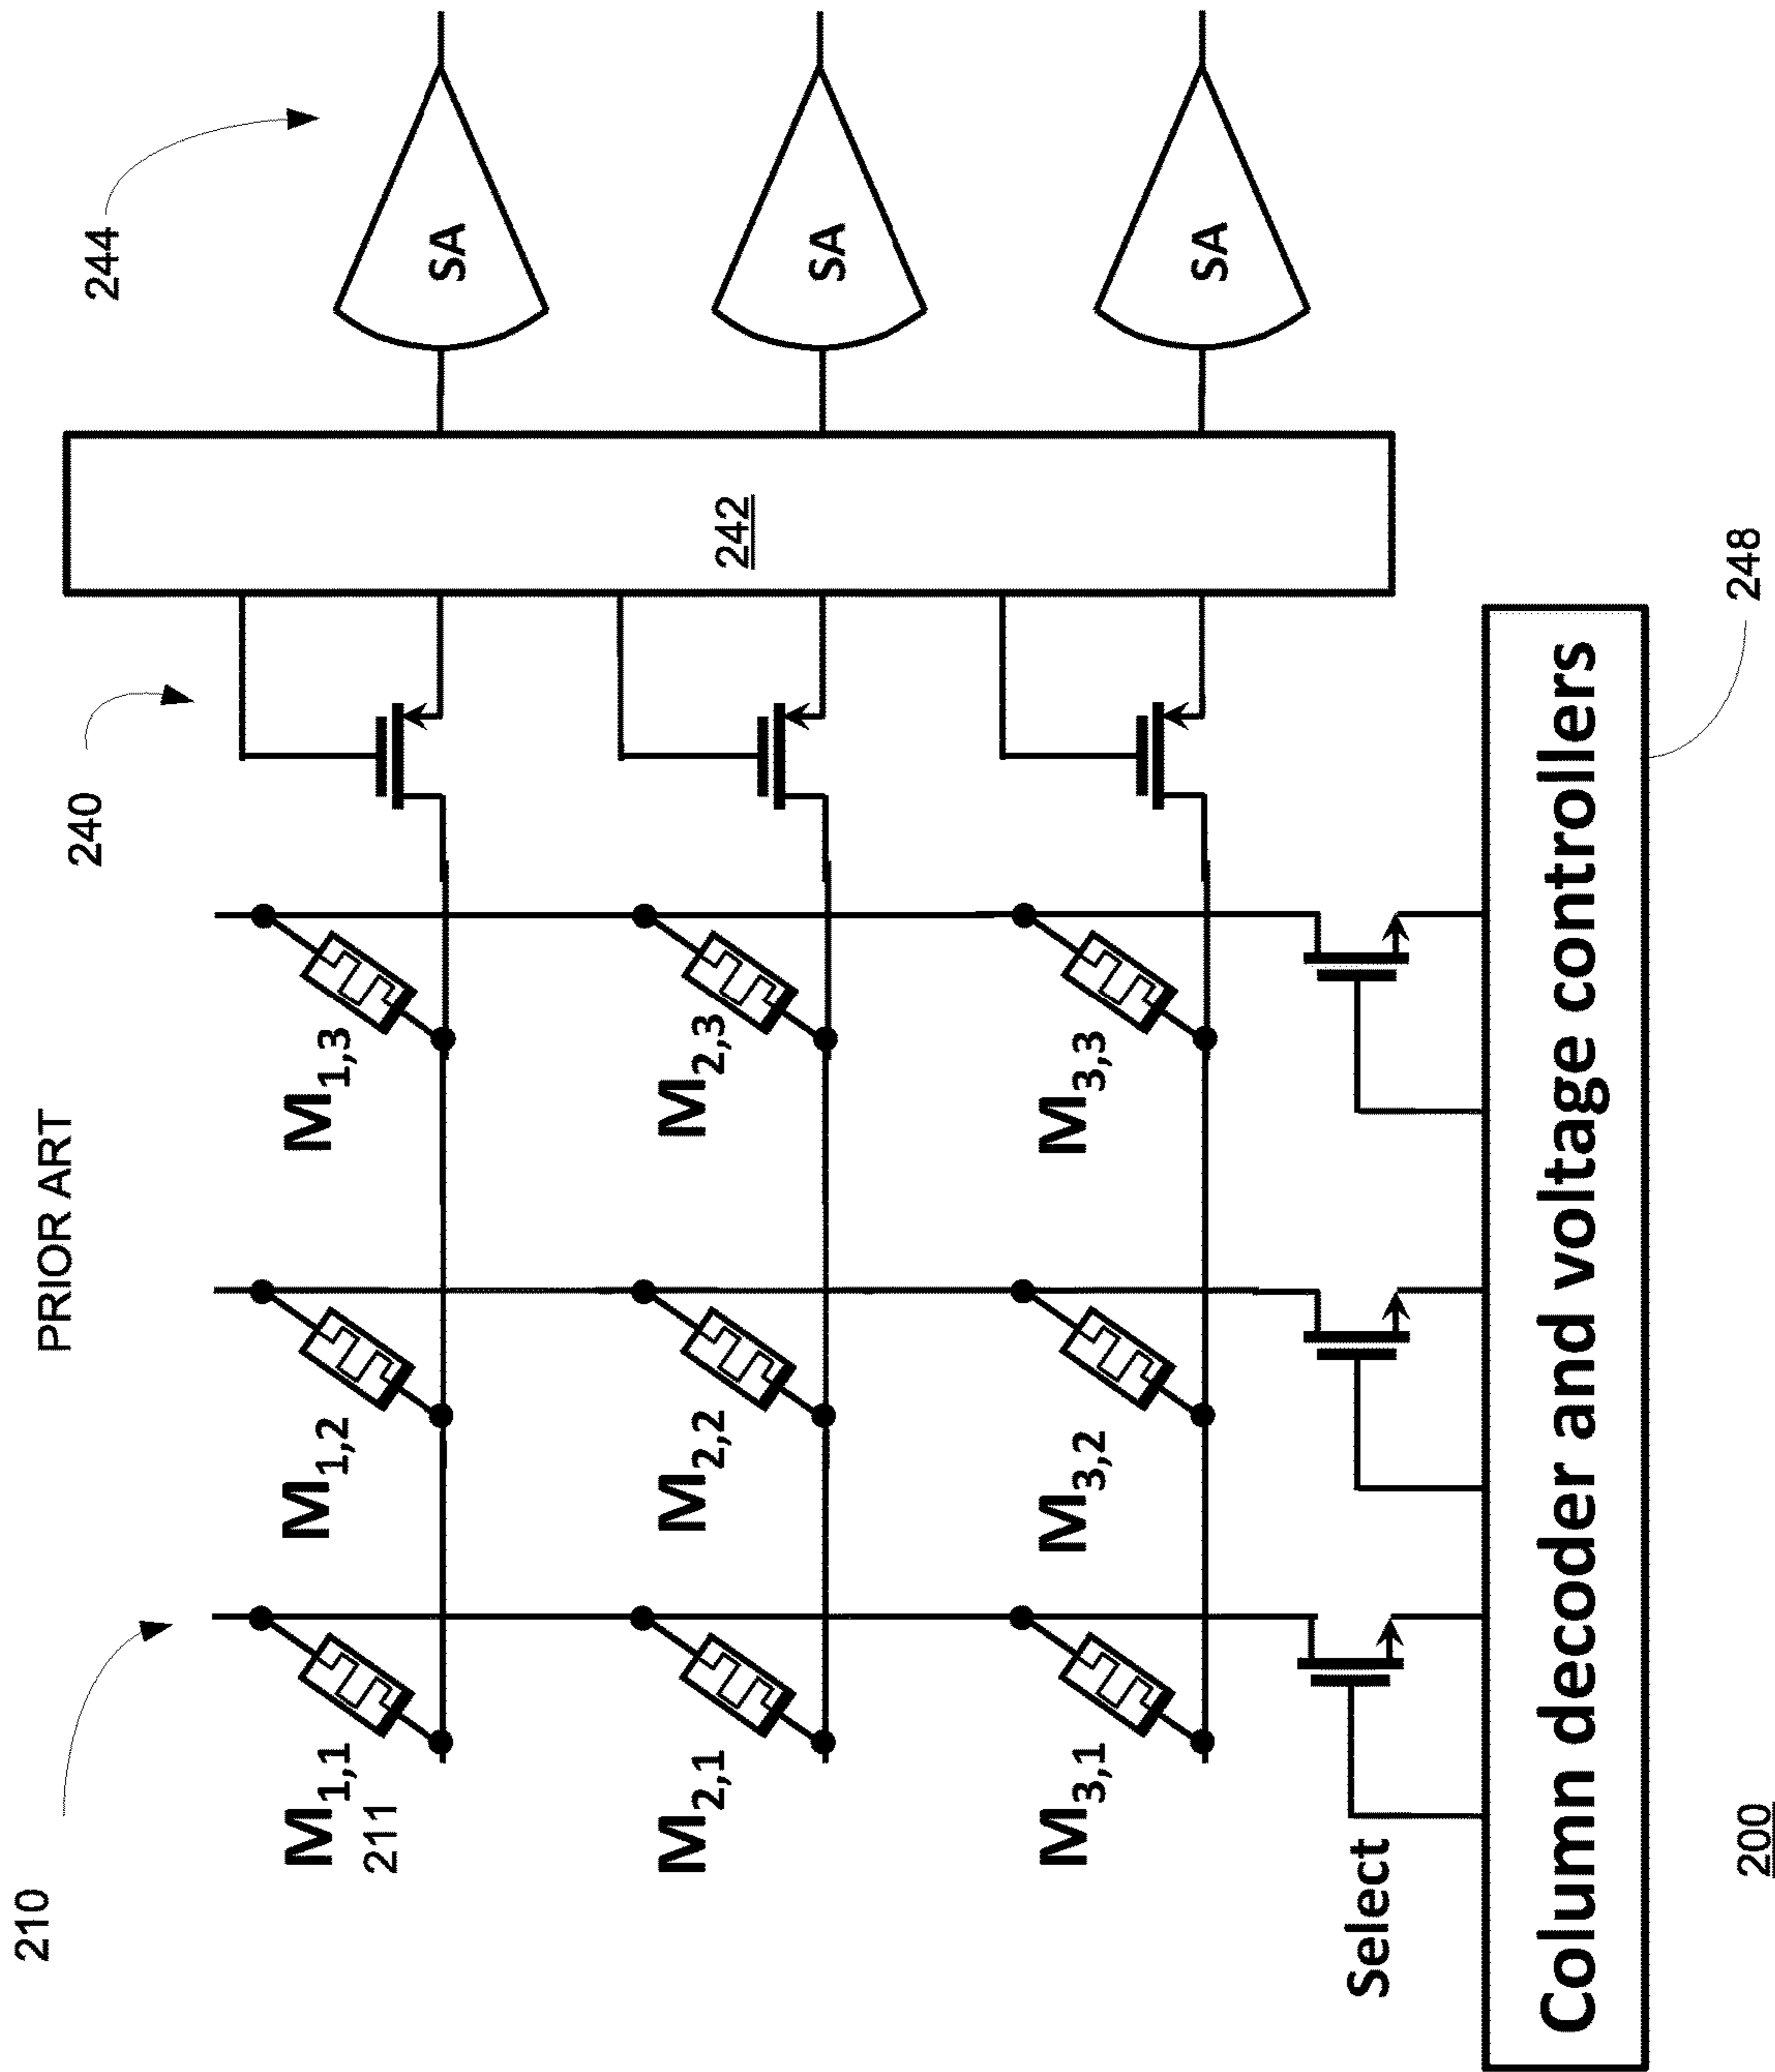 PRIOR ART
210
240
244
M1,1
211
M1,2
M1,3
SA
M2,1
M2,2
M2,3
242
SA
M3,1
M3,2
M3,3
SA
Select
Column decoder and voltage controllers
248
200